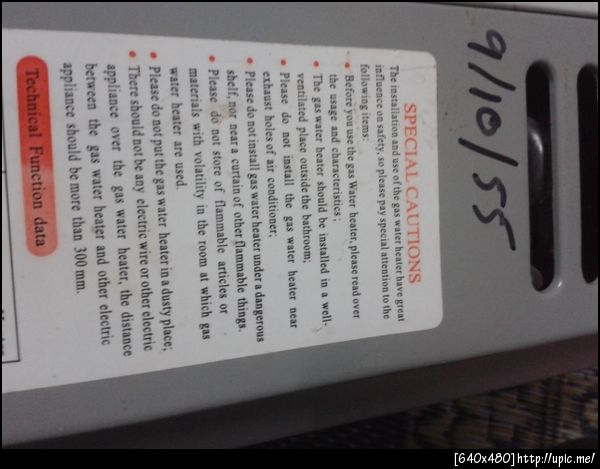 9/10/55
SPECIAL CAUTIONS
The installation and use of the gas water heater have great
influence on safety, so please pay special attention to the
following items:
• Before you use the gas Water heater, please read over
the usage and characteristics;
• The gas water heater should be installed in a well-
ventilated place outside the bathroom;
• Please do not install the gas water heater near
exhaust holes of air conditioner;
• Please do not install gas water heater under a dangerous
shelf, nor near a curtain of other flammable things.
• Please do not store of flammable articles or
materials with volatility in the room at which gas
water heater are used.
• Please do not put the gas water heater in a dusty place;
• There should not be any electric wire or other electric
appliance over the gas water heater, the distance
between the gas water heater and other electric
appliance should be more than 300 mm.
Technical Function data
[640x480]http://upic.me/